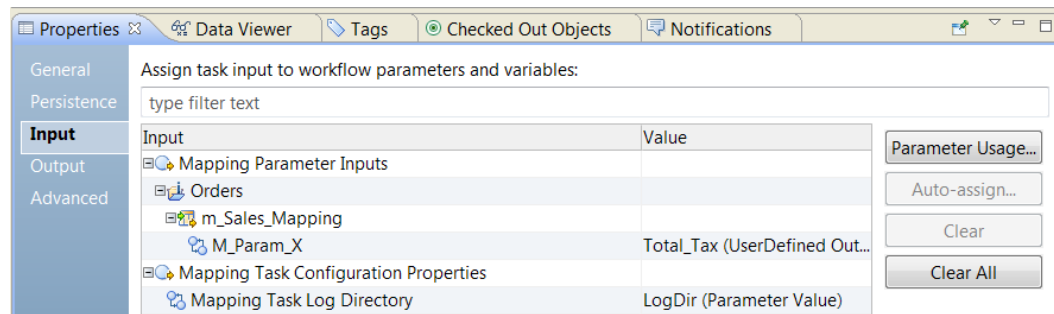 Properties Data Viewer Tags Checked Out Objects Notifications
General
Persistence
Input
Output
Advanced
Assign task input to workflow parameters and variables:
type filter text
Input Value
Mapping Parameter Inputs
Orders
m_Sales_Mapping
M_Param_X Total_Tax (UserDefined Out...
Mapping Task Configuration Properties
Mapping Task Log Directory LogDir (Parameter Value)
Parameter Usage...
Auto-assign...
Clear
Clear All